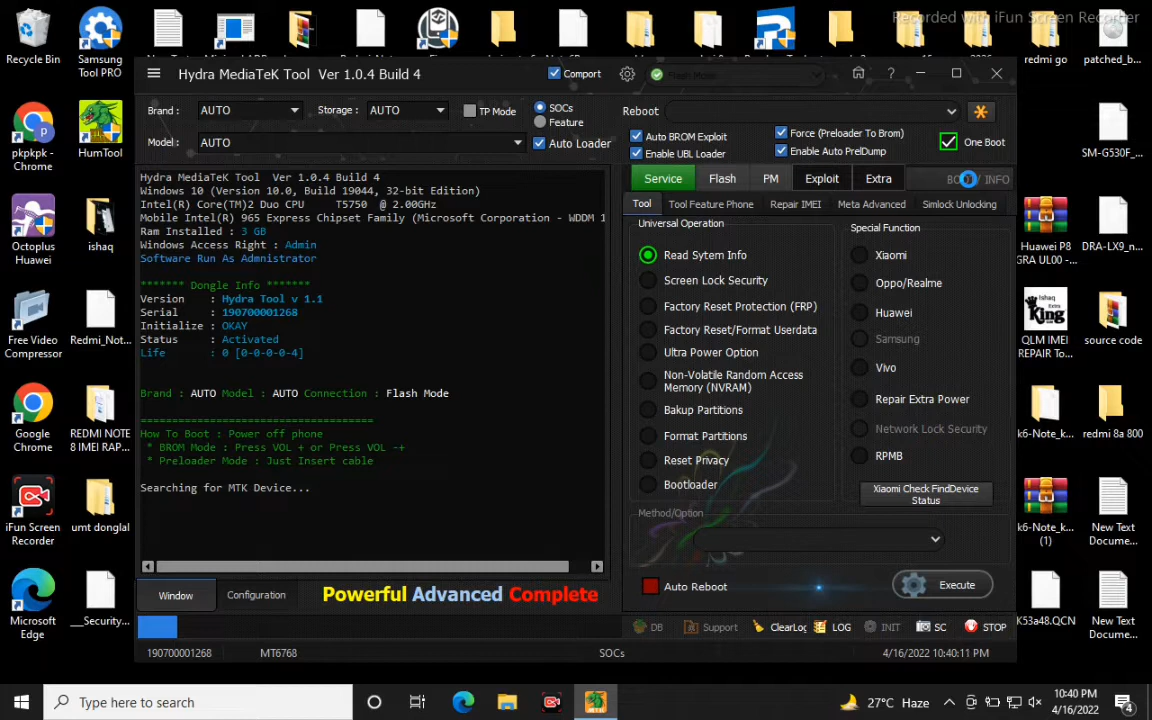 Recorded with iFun Screen Recorder
Recycle Bin
Samsung
Tool PRO
redmi go
patched_b...
pkpkpk -
Chrome
HumTool
Octoplus
Huawei
ishaq
Free Video
Compressor
Redmi_Not...
Google
Chrome
REDMI NOTE
8 IMEI RAP...
iFun Screen
Recorder
umt donglal
Microsoft
Edge
___Security...
Hydra MediaTeK Tool Ver 1.0.4 Build 4
Comport
Flash Mode
?
Brand :
AUTO
Storage :
AUTO
TP Mode
SOCs
Feature
Model :
AUTO
Auto Loader
Reboot
Auto BROM Exploit
Force (Preloader To Brom)
Enable UBL Loader
Enable Auto PrelDump
One Boot
Hydra MediaTeK Tool Ver 1.0.4 Build 4
Windows 10 (Version 10.0, Build 19044, 32-bit Edition)
Intel(R) Core(TM)2 Duo CPU T5750 @ 2.00GHz
Mobile Intel(R) 965 Express Chipset Family (Microsoft Corporation - WDDM 1
Ram Installed : 3 GB
Windows Access Right : Admin
Software Run As Admnistrator
******* Dongle Info *******
Version : Hydra Tool v 1.1
Serial : 190700001268
Initialize : OKAY
Status : Activated
Life : 0 [0-0-0-0-4]
Brand : AUTO Model : AUTO Connection : Flash Mode
===================================
How To Boot : Power off phone
* BROM Mode : Press VOL + or Press VOL -+
* Preloader Mode : Just Insert cable
Searching for MTK Device...
Window
Configuration
Powerful Advanced Complete
Service
Flash
PM
Exploit
Extra
/ INFO
Tool
Tool Feature Phone
Repair IMEI
Meta Advanced
Simlock Unlocking
Universal Operation
Read Sytem Info
Screen Lock Security
Factory Reset Protection (FRP)
Factory Reset/Format Userdata
Ultra Power Option
Non-Volatile Random Access
Memory (NVRAM)
Bakup Partitions
Format Partitions
Reset Privacy
Bootloader
Special Function
Xiaomi
Oppo/Realme
Huawei
Samsung
Vivo
Repair Extra Power
Network Lock Security
RPMB
Xiaomi Check FindDevice
Status
Method/Option
Auto Reboot
Execute
DB
Support
ClearLog
LOG
INIT
SC
STOP
190700001268
MT6768
SOCs
4/16/2022 10:40:11 PM
SM-G530F_...
Huawei P8
GRA UL00 -...
DRA-LX9_n...
ishaq
King
QLM IMEI
REPAIR To...
source code
k6-Note_k...
redmi 8a 800
k6-Note_k...
(1)
New Text
Docume...
K53a48.QCN
New Text
Docume...
Type here to search
27°C Haze
10:40 PM
4/16/2022
4